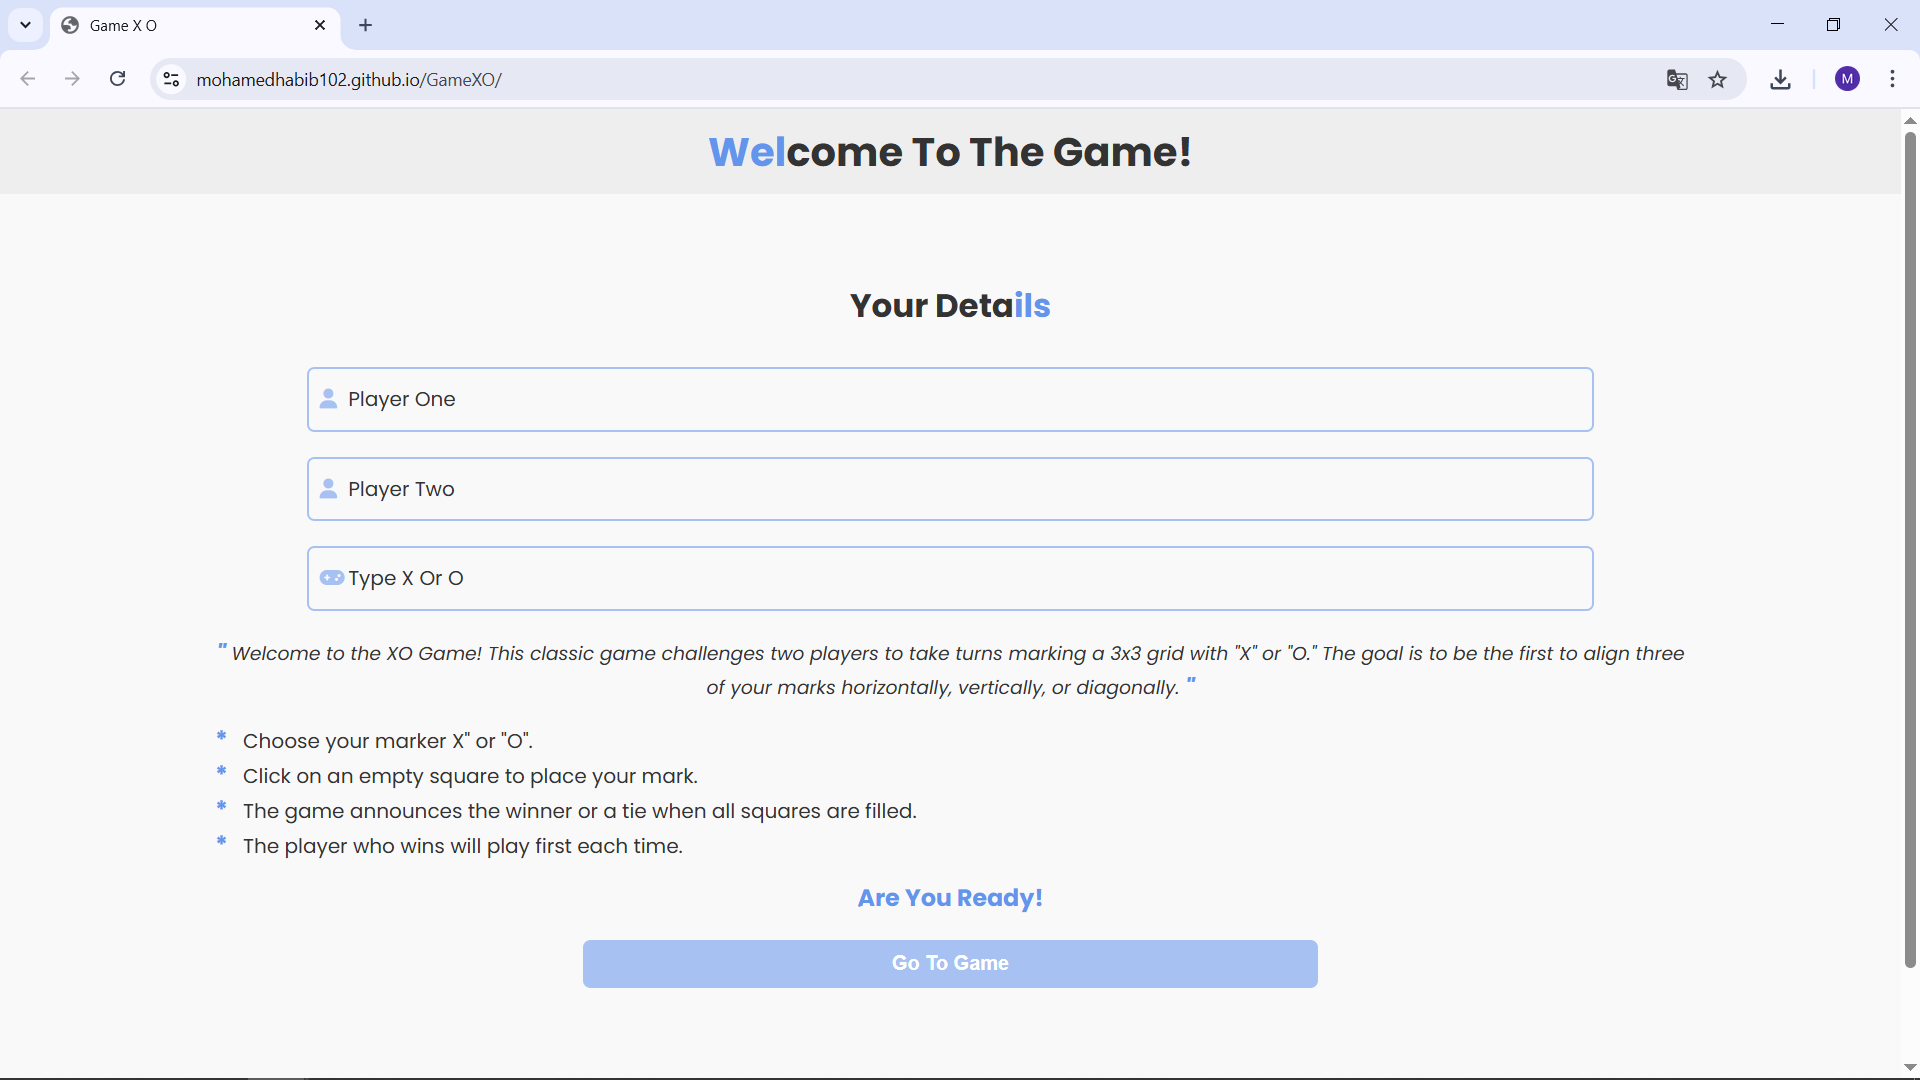 Game X O
mohamedhabib102.github.io/GameXO/
M
Welcome To The Game!
Your Details
Player One
Player Two
Type X Or O
" Welcome to the XO Game! This classic game challenges two players to take turns marking a 3x3 grid with "X" or "O." The goal is to be the first to align three
of your marks horizontally, vertically, or diagonally. "
* Choose your marker X" or "O".
* Click on an empty square to place your mark.
* The game announces the winner or a tie when all squares are filled.
* The player who wins will play first each time.
Are You Ready!
Go To Game